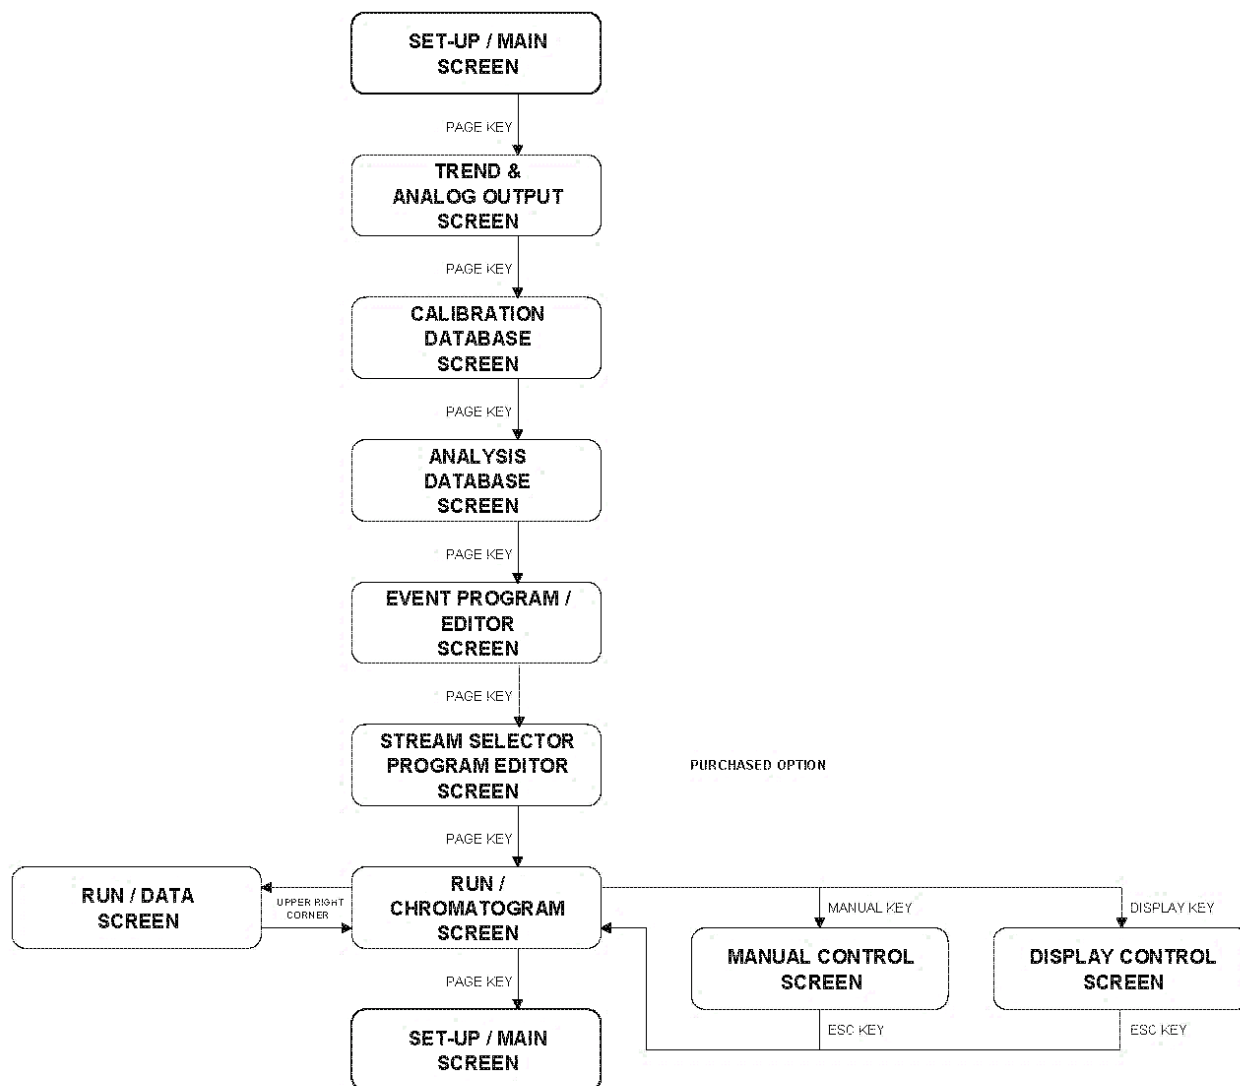 SET-UP / MAIN
SCREEN
PAGE KEY
TREND &
ANALOG OUTPUT
SCREEN
PAGE KEY
CALIBRATION
DATABASE
SCREEN
PAGE KEY
ANALYSIS
DATABASE
SCREEN
PAGE KEY
EVENT PROGRAM /
EDITOR
SCREEN
PAGE KEY
STREAM SELECTOR
PROGRAM EDITOR
SCREEN
PURCHASED OPTION
PAGE KEY
RUN / DATA
SCREEN
UPPER RIGHT
CORNER
RUN /
CHROMATOGRAM
SCREEN
MANUAL KEY
DISPLAY KEY
MANUAL CONTROL
SCREEN
DISPLAY CONTROL
SCREEN
PAGE KEY
ESC KEY
ESC KEY
SET-UP / MAIN
SCREEN